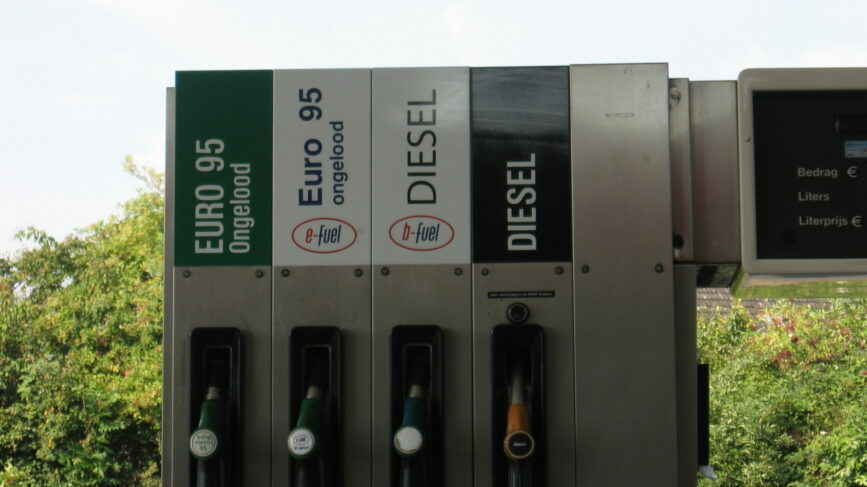 EURO 95
Ongelood
Euro 95
ongelood
e-fuel
DIESEL
b-fuel
DIESEL
Bedrag €
Liters
Literprijs €